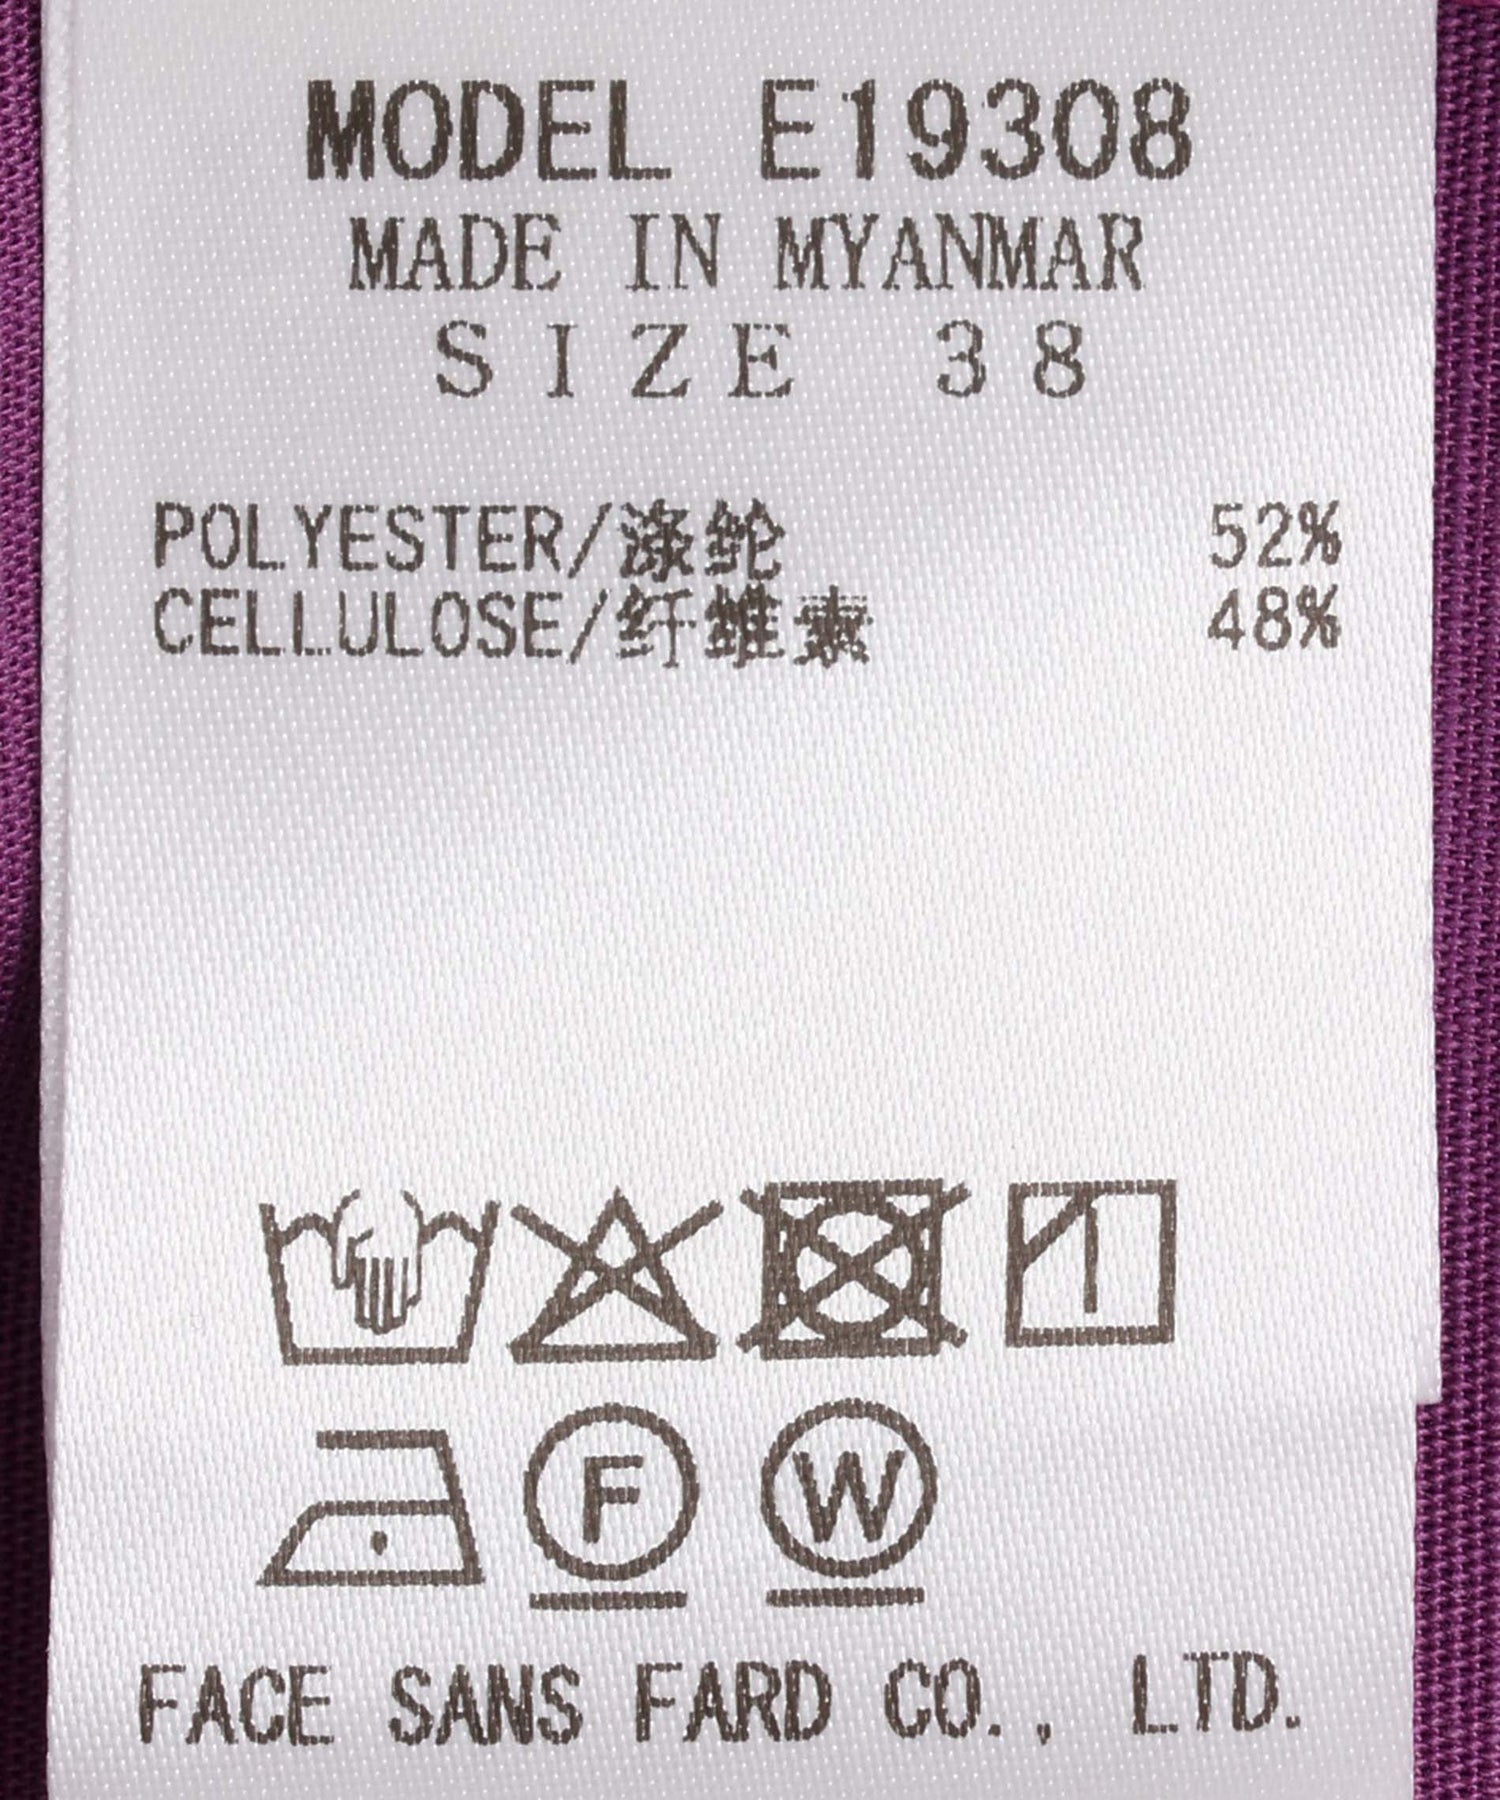 MODEL E19308
MADE IN MYANMAR
SIZE 38
POLYESTER/涤纶 52%
CELLULOSE/纤维素 48%
F W
FACE SANS FARD CO., LTD.